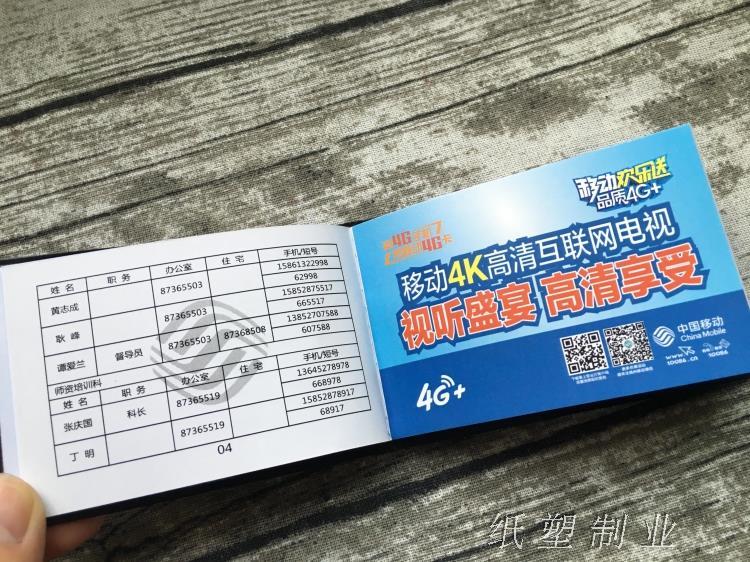 姓 名 职 务 办公室 住 宅 手机/短号
黄志成 87365503 15861322998
62998
耿 峰 87365503 15852875517
665517
谭爱兰 督导员 87365503 87368508 13852707588
607588
师资培训科
姓 名 职 务 办公室 住 宅 手机/短号
张庆国 科长 87365519 13645278978
668978
丁 明 87365519 15852878917
68917
04
移动欢乐送
品质4G+
移动4K高清互联网电视
视听盛宴 高清享受
中国移动
China Mobile
www.
10086.cn
10086
4G+
纸塑制业